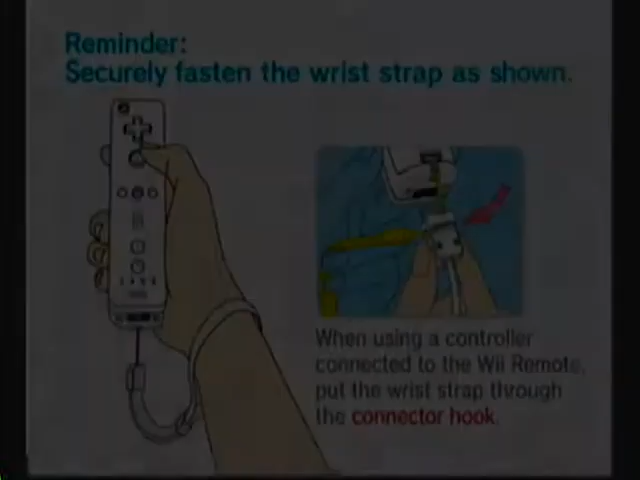 Reminder:
Securely fasten the wrist strap as shown.
When using a controller
connected to the Wii Remote,
put the wrist strap through
the connector hook.